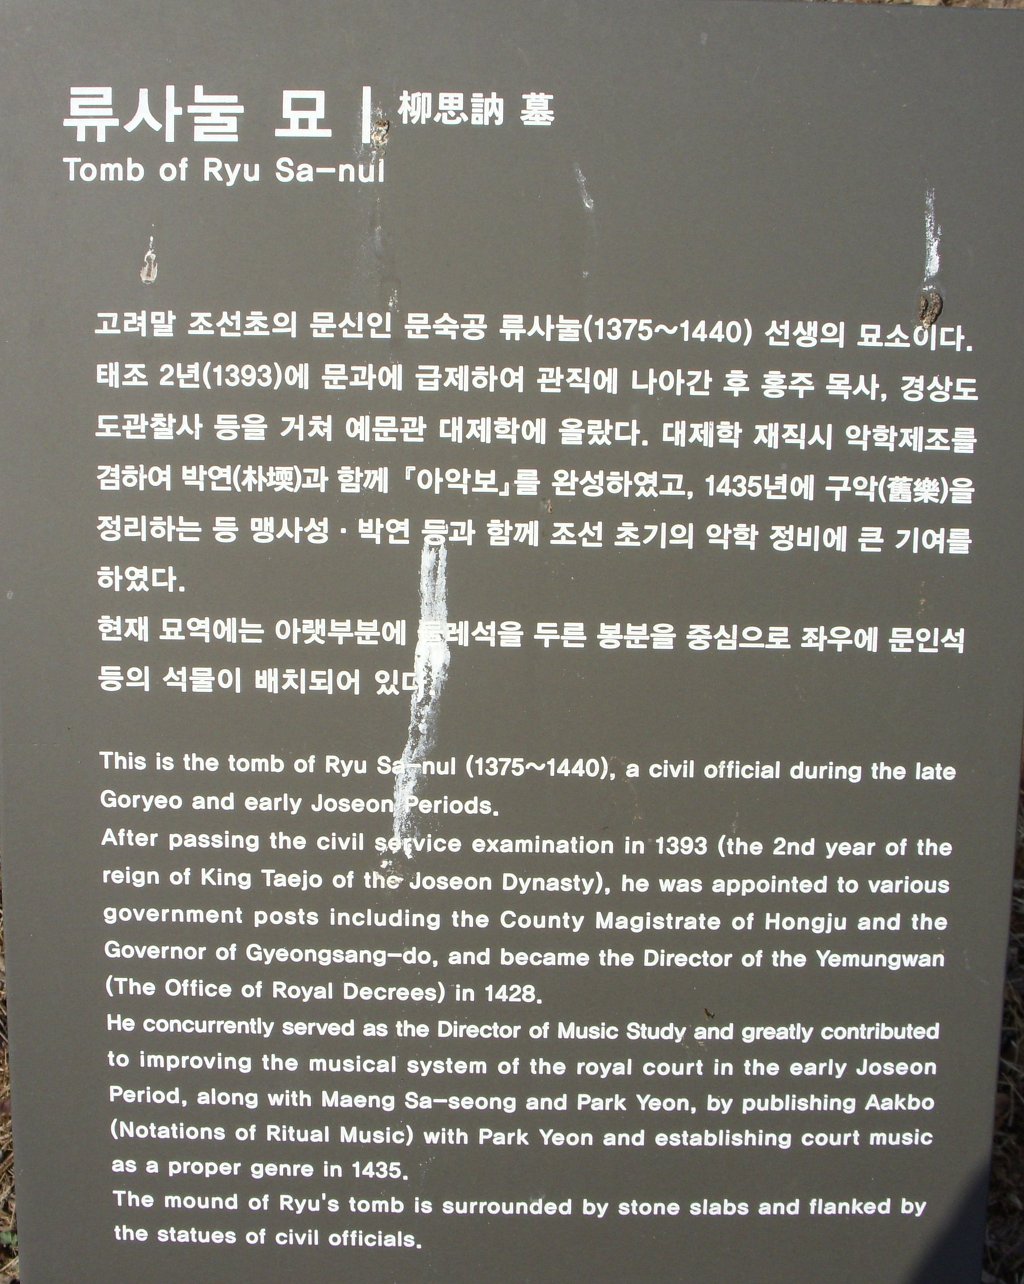 류사눌 묘 | 柳思訥 墓
Tomb of Ryu Sa-nul
고려말 조선초의 문신인 문숙공 류사눌(1375~1440) 선생의 묘소이다.
태조 2년(1393)에 문과에 급제하여 관직에 나아간 후 홍주 목사, 경상도
도관찰사 등을 거쳐 예문관 대제학에 올랐다. 대제학 재직시 악학제조를
겸하여 박연(朴堧)과 함께 『아악보』를 완성하였고, 1435년에 구악(舊樂)을
정리하는 등 맹사성 · 박연 등과 함께 조선 초기의 악학 정비에 큰 기여를
하였다.
현재 묘역에는 아랫부분에 둘레석을 두른 봉분을 중심으로 좌우에 문인석
등의 석물이 배치되어 있다.
This is the tomb of Ryu Sa-nul (1375~1440), a civil official during the late
Goryeo and early Joseon Periods.
After passing the civil service examination in 1393 (the 2nd year of the
reign of King Taejo of the Joseon Dynasty), he was appointed to various
government posts including the County Magistrate of Hongju and the
Governor of Gyeongsang-do, and became the Director of the Yemungwan
(The Office of Royal Decrees) in 1428.
He concurrently served as the Director of Music Study and greatly contributed
to improving the musical system of the royal court in the early Joseon
Period, along with Maeng Sa-seong and Park Yeon, by publishing Aakbo
(Notations of Ritual Music) with Park Yeon and establishing court music
as a proper genre in 1435.
The mound of Ryu's tomb is surrounded by stone slabs and flanked by
the statues of civil officials.